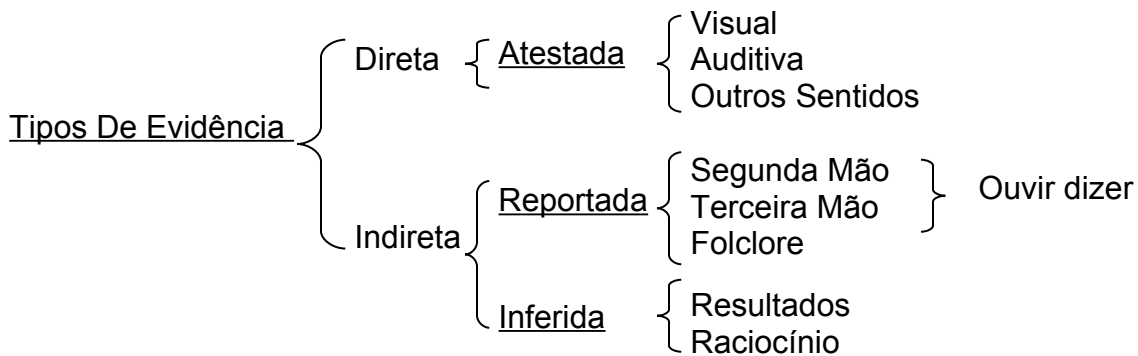 Tipos De Evidência
Direta
Atestada
Visual
Auditiva
Outros Sentidos
Indireta
Reportada
Segunda Mão
Terceira Mão
Folclore
Ouvir dizer
Inferida
Resultados
Raciocínio